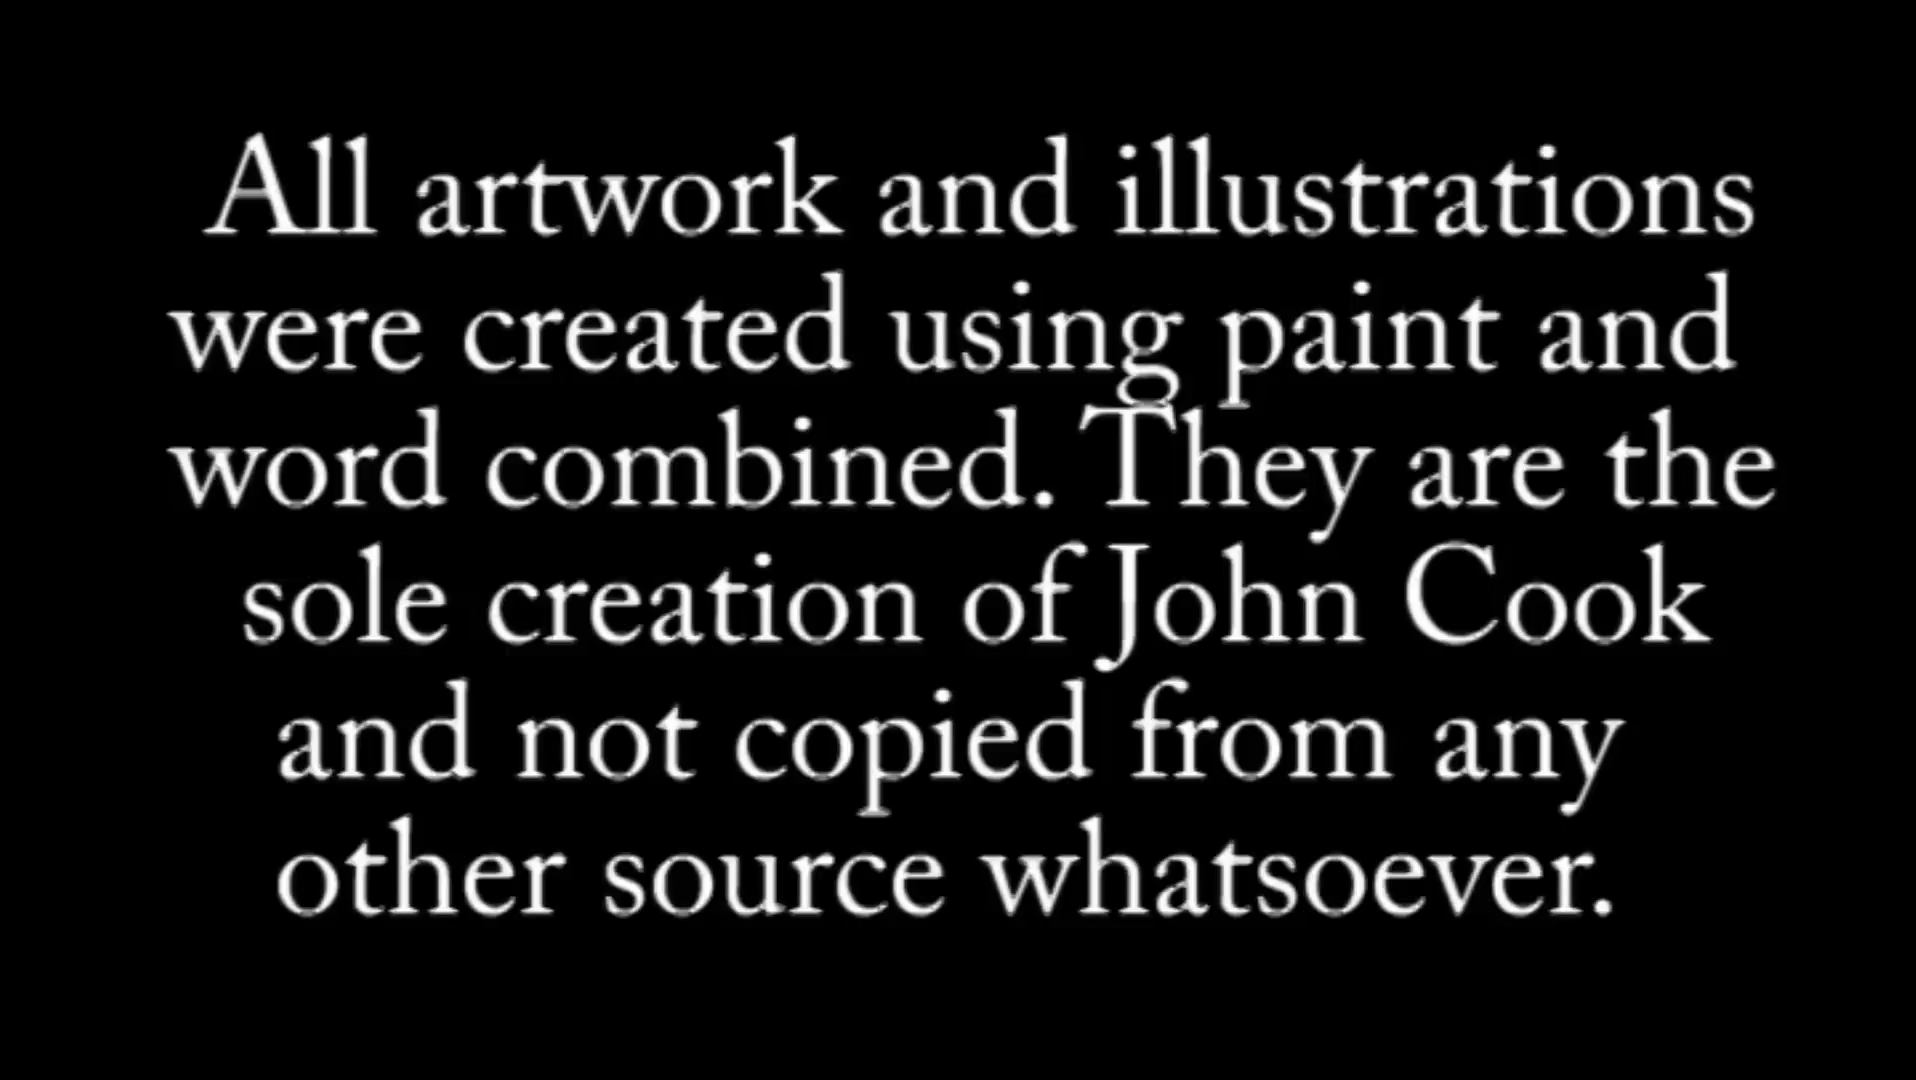 All artwork and illustrations
were created using paint and
word combined. They are the
sole creation of John Cook
and not copied from any
other source whatsoever.